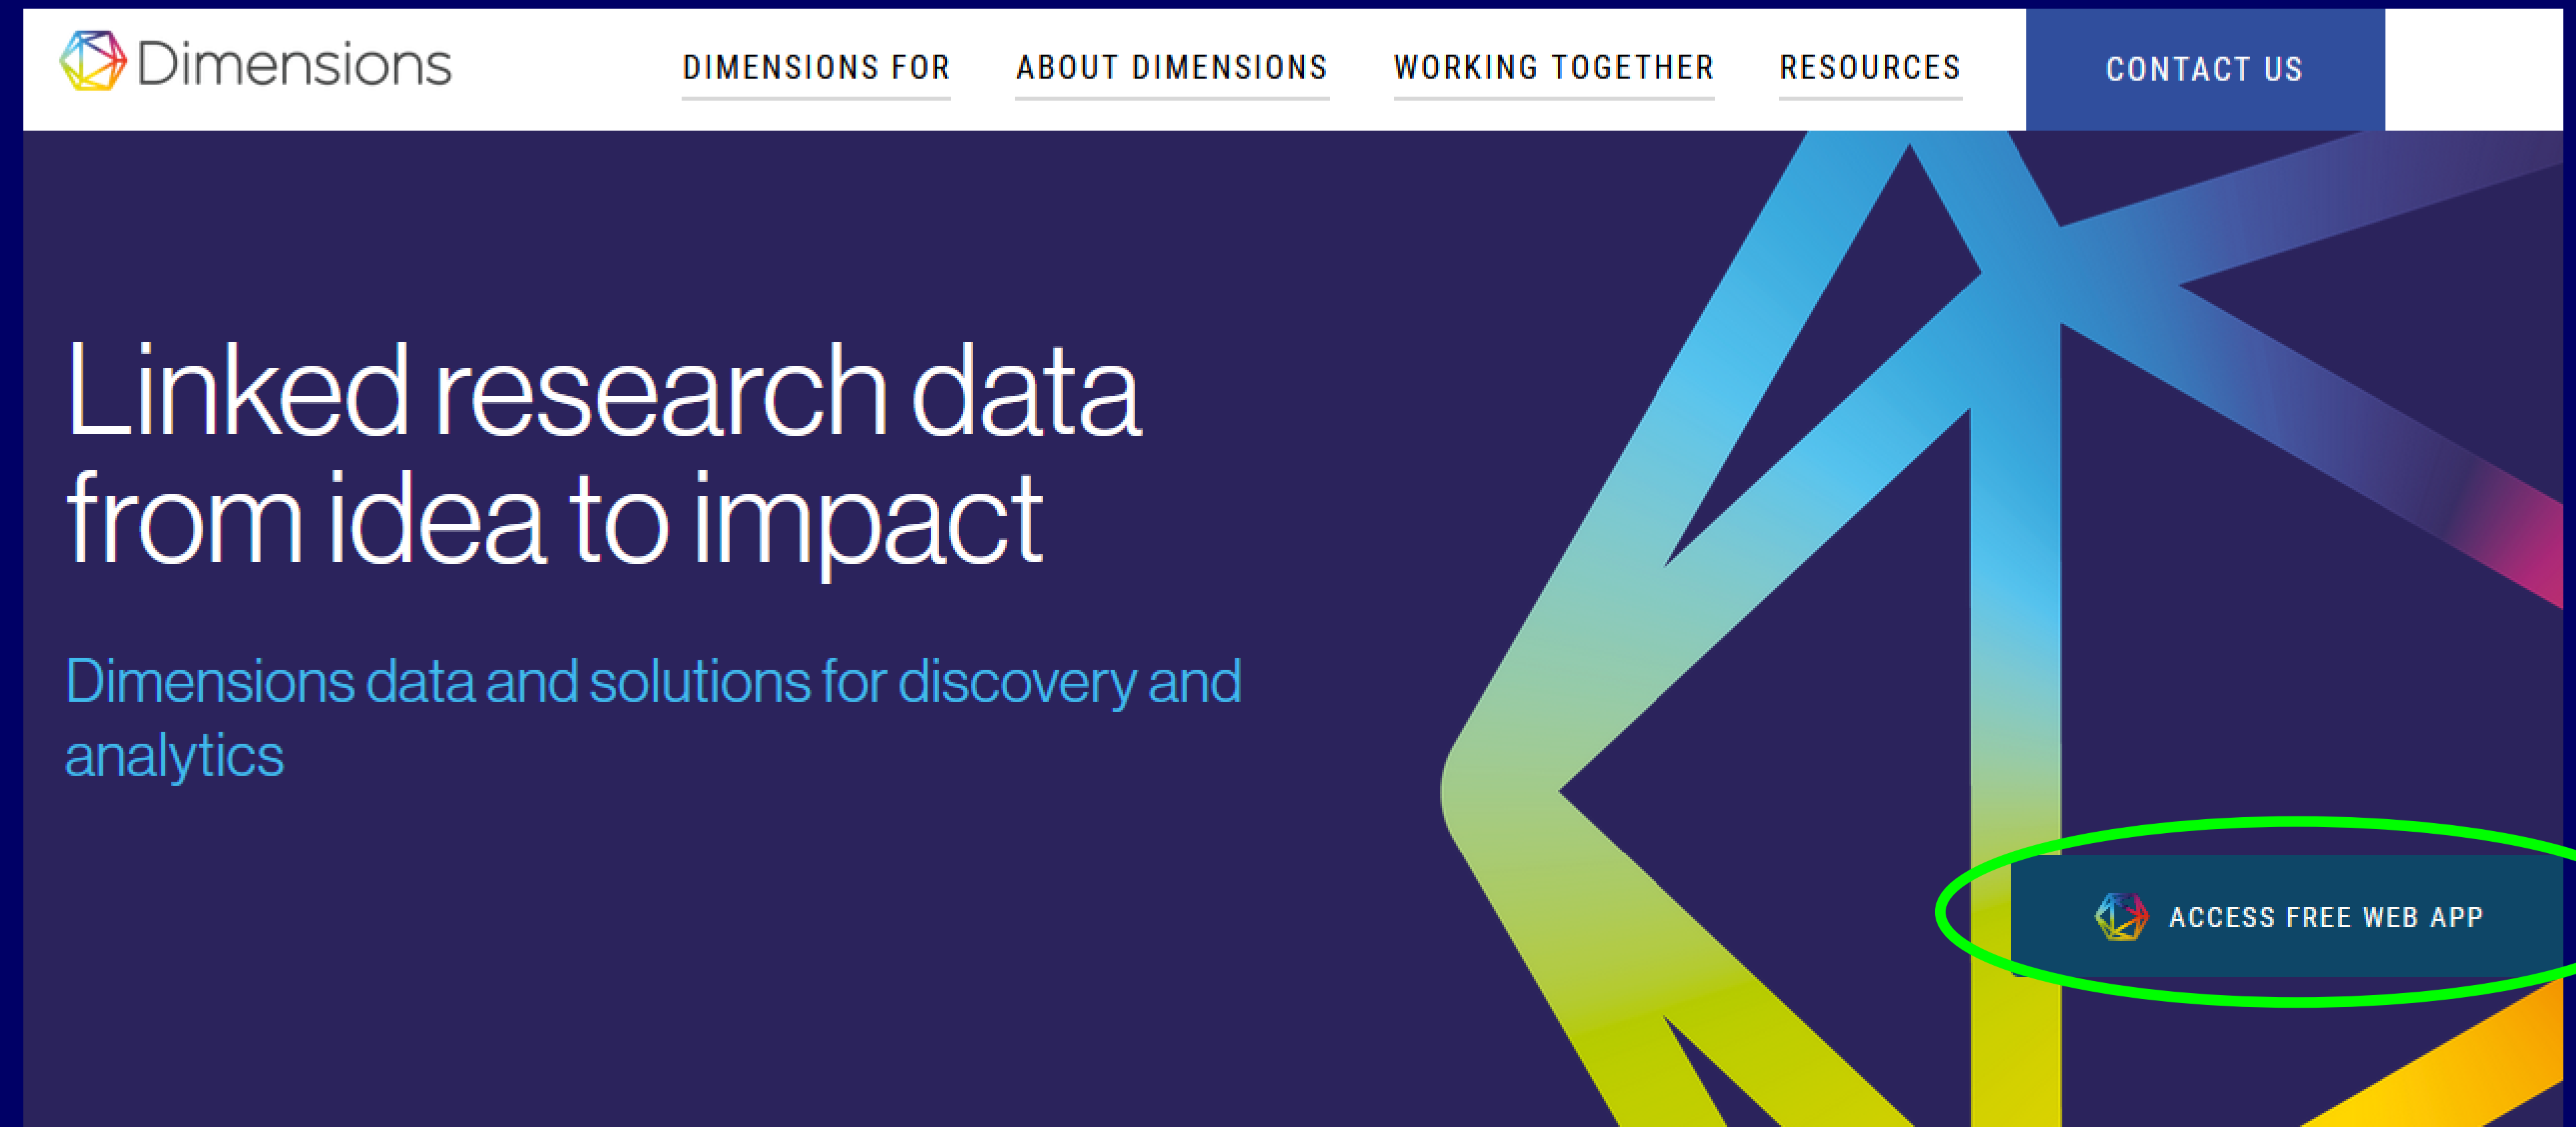 Dimensions
DIMENSIONS FOR
ABOUT DIMENSIONS
WORKING TOGETHER
RESOURCES
CONTACT US
Linked research data
from idea to impact
Dimensions data and solutions for discovery and
analytics
ACCESS FREE WEB APP